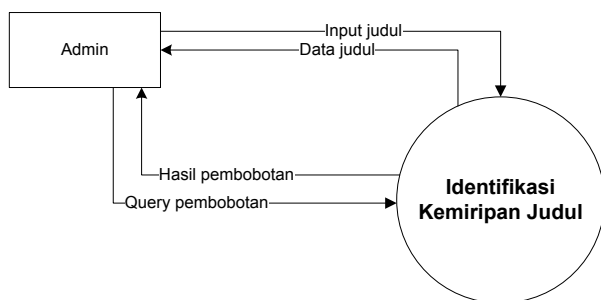 Input judul
Admin
Data judul
Hasil pembobotan
Query pembobotan
Identifikasi
Kemiripan Judul